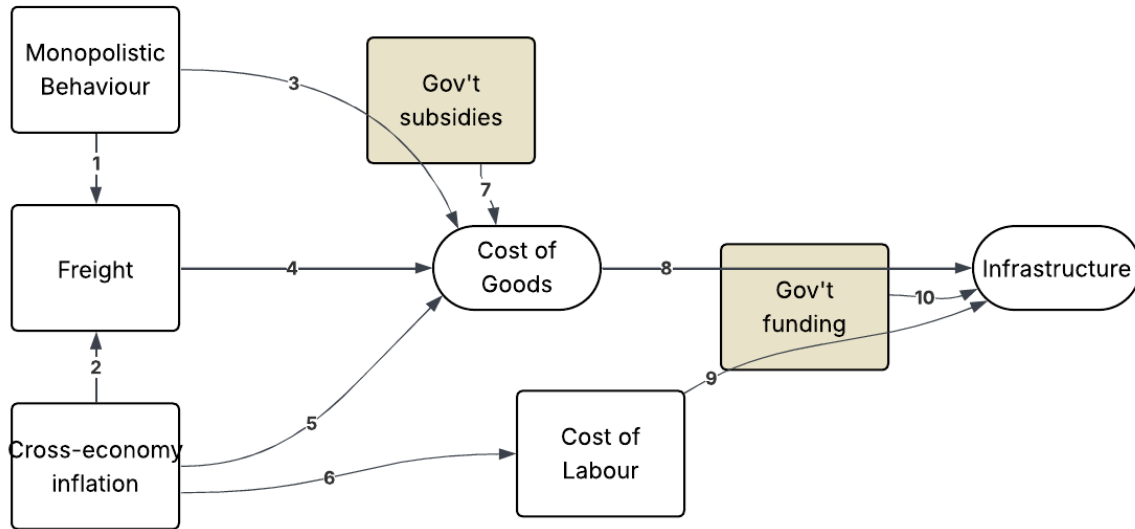 Monopolistic
Behaviour
3
Gov't
subsidies
1
7
Freight
4
Cost of
Goods
8
Infrastructure
Gov't
funding
10
2
9
Cross-economy
inflation
5
6
Cost of
Labour